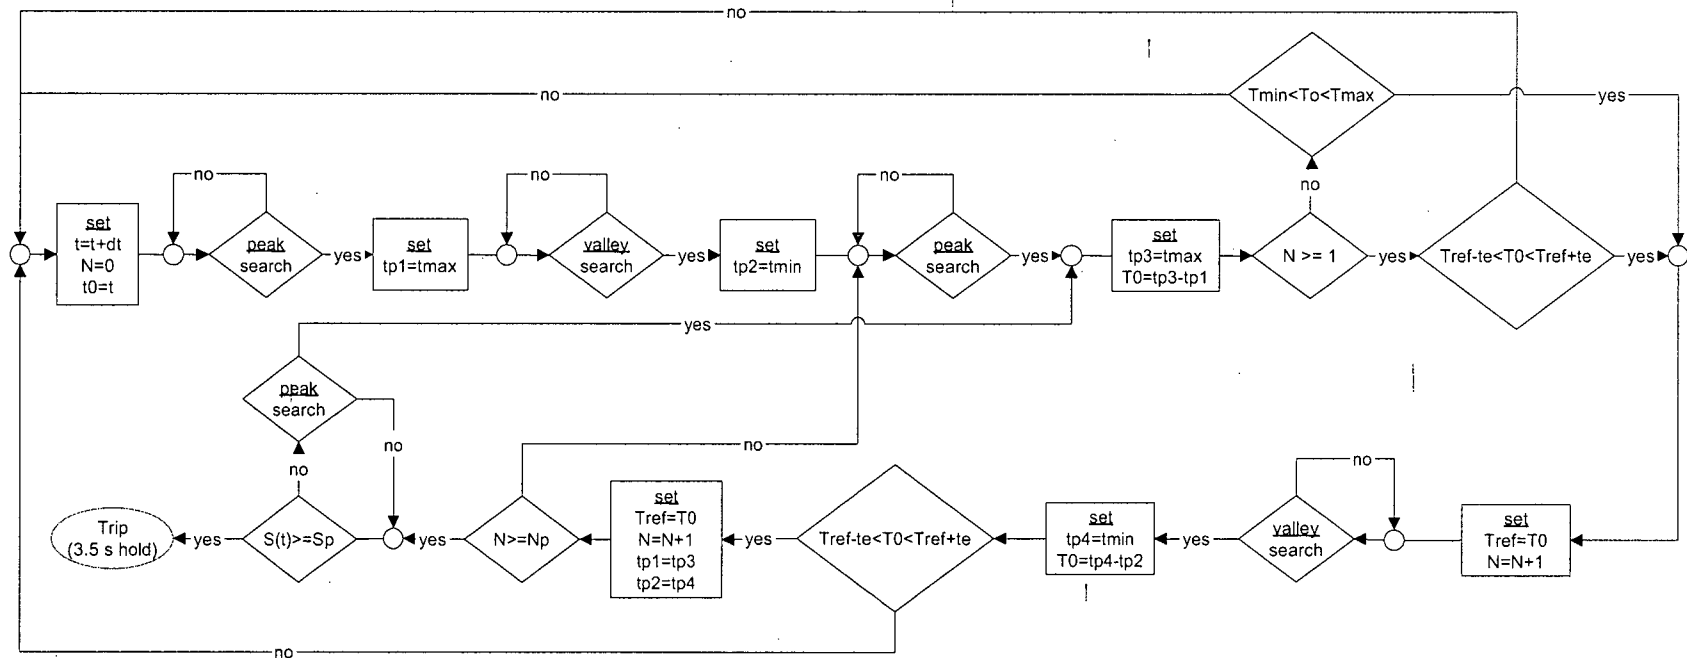 no
Tmin<To<Tmax
no
yes
no
no
no
no
set
t=t+dt
N=0
t0=t
peak
search
yes
set
tp1=tmax
valley
search
yes
set
tp2=tmin
peak
search
yes
set
tp3=tmax
T0=tp3-tp1
N >= 1
yes
Tref-te<T0<Tref+te
yes
yes
peak
search
no
no
no
no
Trip
(3.5 s hold)
yes
S(t)>=Sp
yes
N>=Np
set
Tref=T0
N=N+1
tp1=tp3
tp2=tp4
yes
Tref-te<T0<Tref+te
set
tp4=tmin
T0=tp4-tp2
yes
valley
search
set
Tref=T0
N=N+1
no